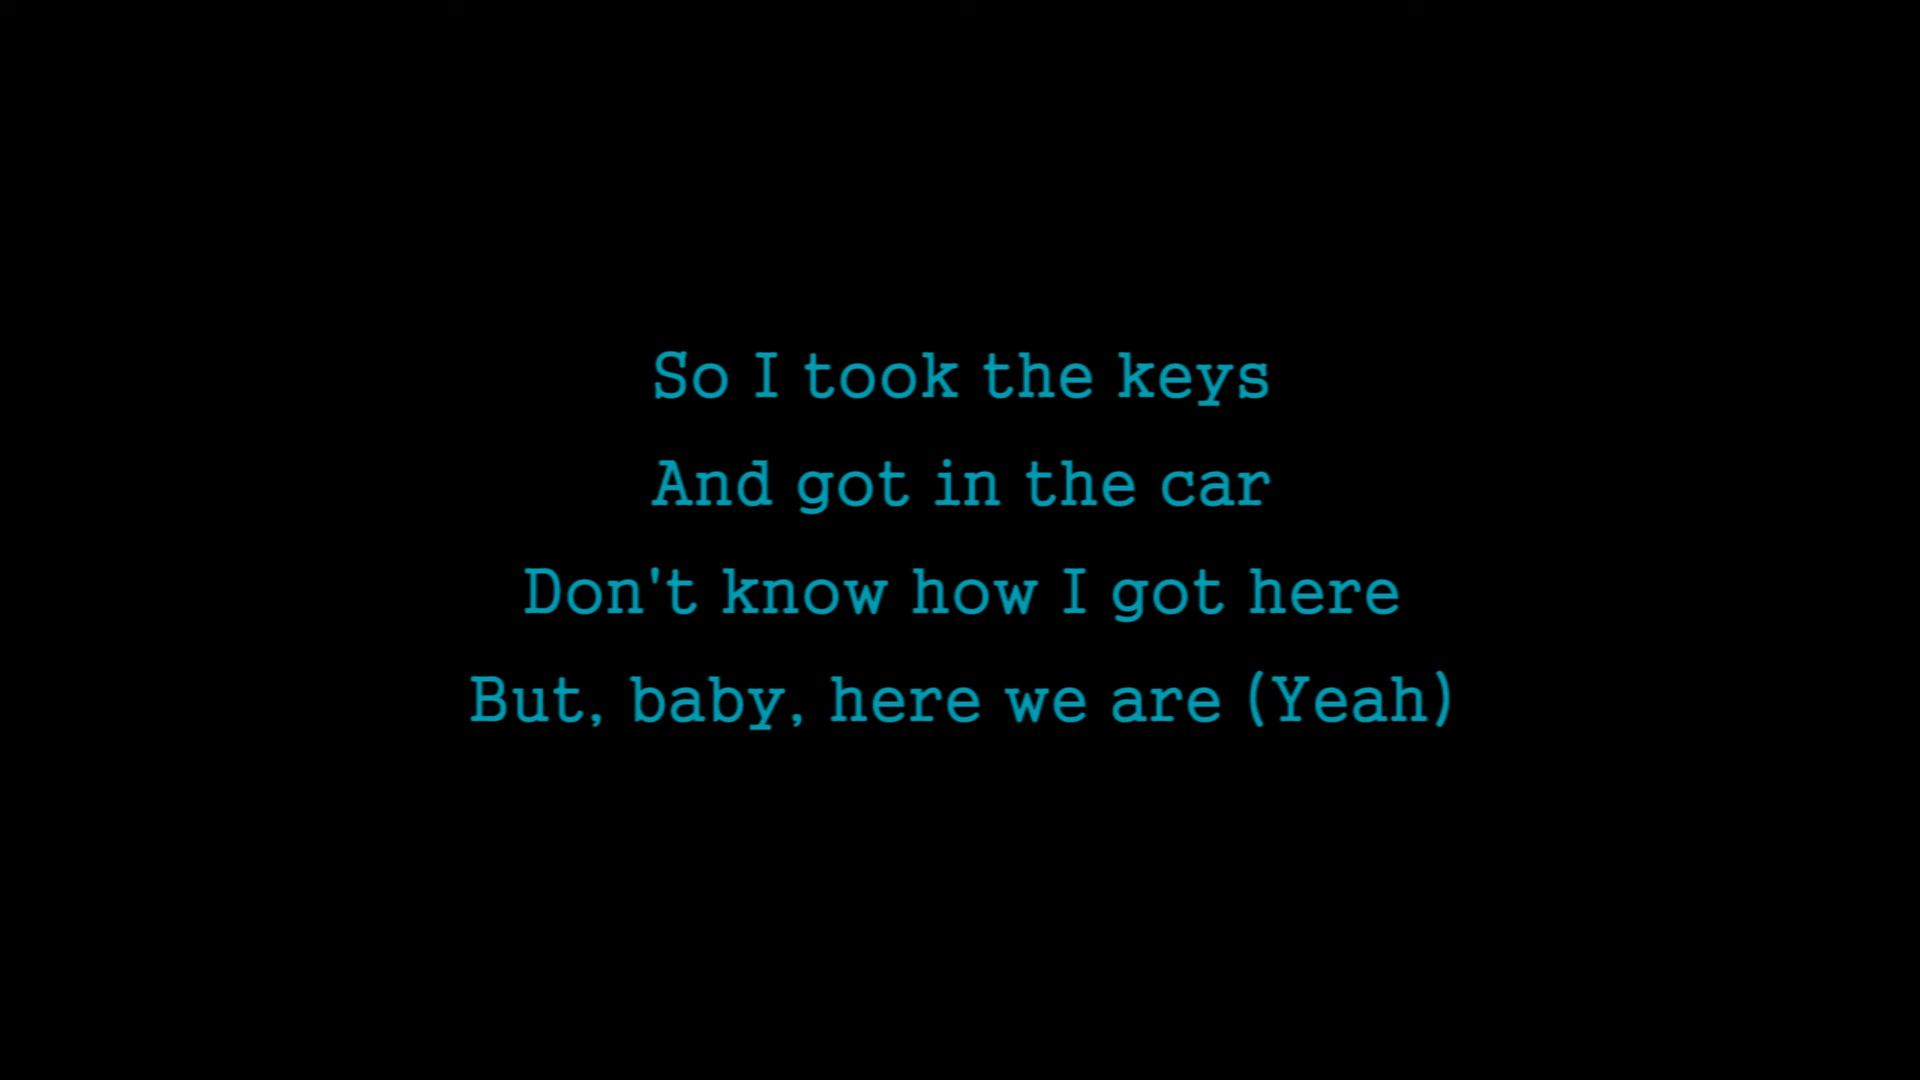 So I took the keys
And got in the car
Don't know how I got here
But, baby, here we are (Yeah)